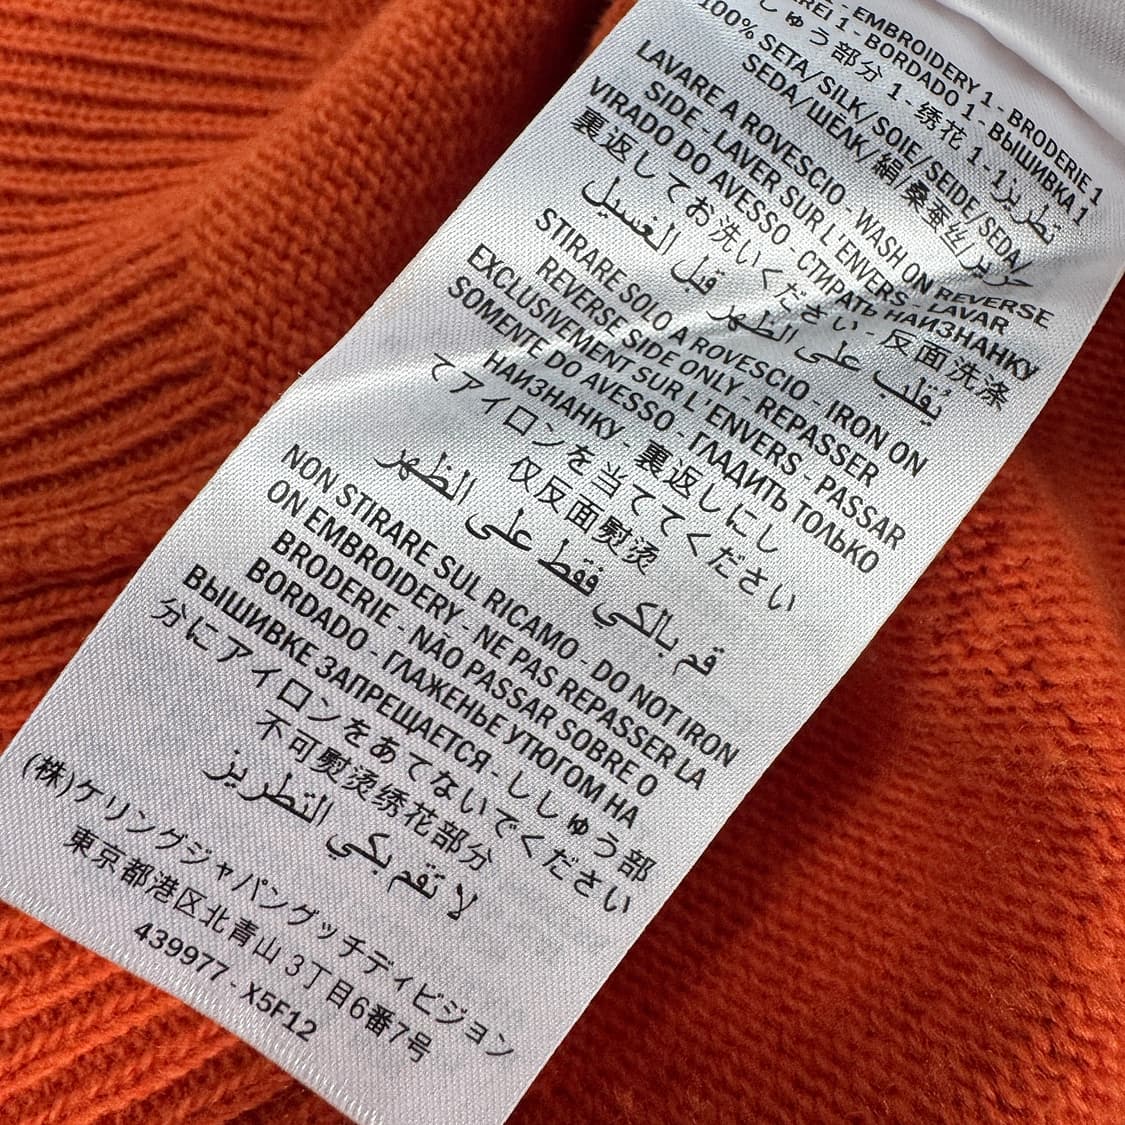 - EMBROIDERY 1 - BRODERIE 1
EREI 1 - BORDADO 1 - ВЫШИВКА 1
ししゅう部分 1 - 绣花 1 - 1 تطريز
100% SETA/SILK/SOIE/SEIDE/SEDA/
SEDA/ШЁЛК/絹/桑蚕丝/حرير
LAVARE A ROVESCIO - WASH ON REVERSE
SIDE - LAVER SUR L'ENVERS - LAVAR
VIRADO DO AVESSO - СТИРАТЬ НАИЗНАНКУ
裏返してお洗いください 反面洗涤
يُقلب على الظهر قبل الغسيل
STIRARE SOLO A ROVESCIO - IRON ON
REVERSE SIDE ONLY - REPASSER
EXCLUSIVEMENT SUR L'ENVERS - PASSAR
SOMENTE DO AVESSO - ГЛАДИТЬ ТОЛЬКО
НАИЗНАНКУ - 裏返しにし
てアイロンを当ててください
仅反面熨烫
قم بالكي فقط على الظهر
NON STIRARE SUL RICAMO - DO NOT IRON
ON EMBROIDERY - NE PAS REPASSER LA
BRODERIE - NÃO PASSAR SOBRE O
BORDADO - ГЛАЖЕНЬЕ УТЮГОМ НА
ВЫШИВКЕ ЗАПРЕЩАЕТСЯ - ししゅう部
分にアイロンをあてないでください
不可熨烫绣花部分
لا تقم بكي التطريز
(株)ケリングジャパングッチディビジョン
東京都港区北青山3丁目6番7号
439977 - X5F12